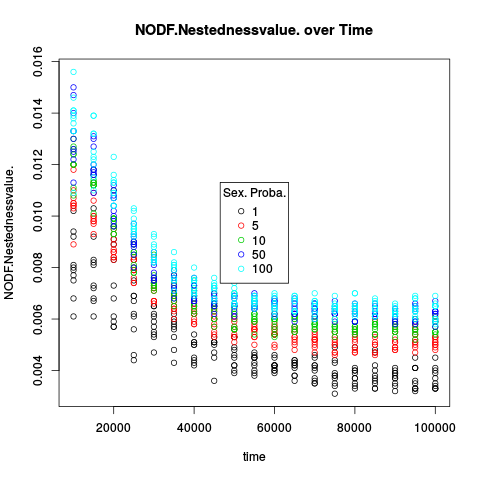 NODF.Nestednessvalue. over Time
NODF.Nestednessvalue.
0.016
0.014
0.012
0.010
0.008
0.006
0.004
Sex. Proba.
1
5
10
50
100
20000 40000 60000 80000 100000
time